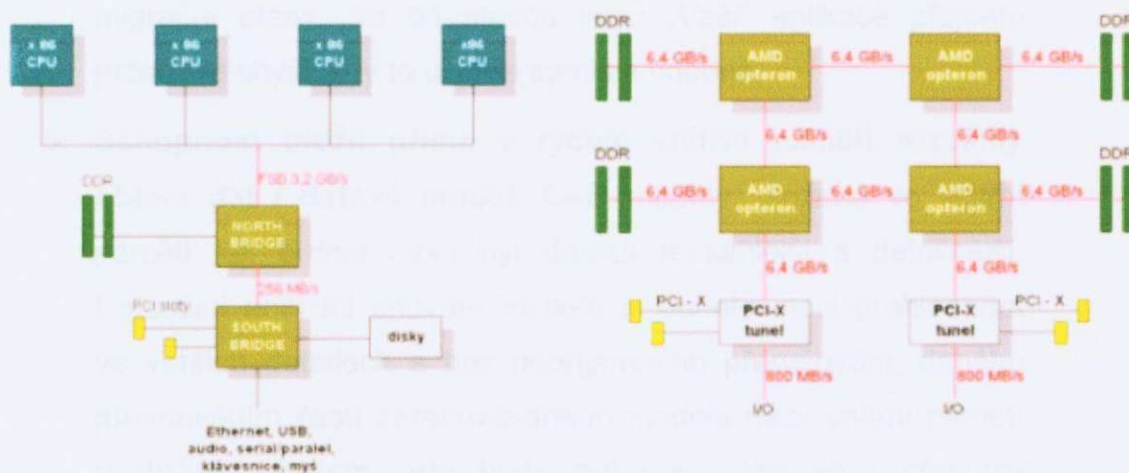 x 86
CPU
x 86
CPU
x 86
CPU
x86
CPU
FSB 3,2 GB/s
DDR
NORTH
BRIDGE
256 MB/s
PCI sloty
SOUTH
BRIDGE
disky
Ethernet, USB,
audio, serial/paralel,
klávesnice, myš
DDR
6,4 GB/s
AMD
opteron
6,4 GB/s
AMD
opteron
6,4 GB/s
DDR
6,4 GB/s
6,4 GB/s
DDR
6,4 GB/s
AMD
opteron
6,4 GB/s
AMD
opteron
6,4 GB/s
DDR
6,4 GB/s
6,4 GB/s
PCI - X
PCI-X
tunel
PCI-X
tunel
PCI - X
800 MB/s
800 MB/s
I/O
I/O